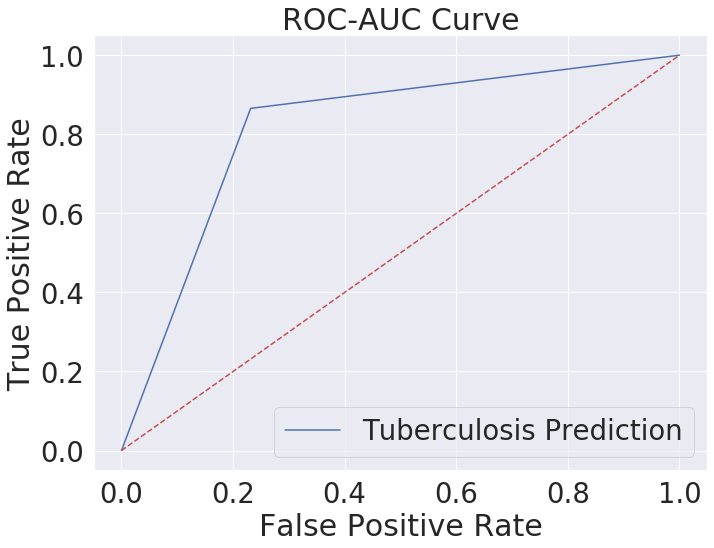 ROC-AUC Curve
True Positive Rate
1.0
0.8
0.6
0.4
0.2
0.0
Tuberculosis Prediction
0.0 0.2 0.4 0.6 0.8 1.0
False Positive Rate